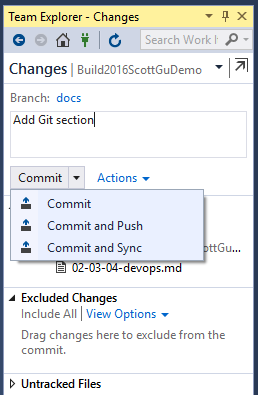 Team Explorer - Changes
Search Work I
Changes | Build2016ScottGuDemo
Branch: docs
Add Git section
Commit Actions
Commit
Commit and Push
Commit and Sync
ScottGu...
02-03-04-devops.md
Excluded Changes
Include All | View Options
Drag changes here to exclude from the
commit.
Untracked Files